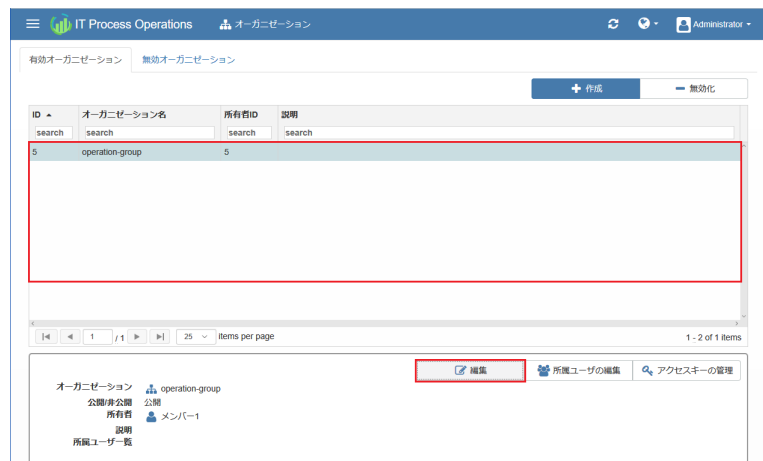 IT Process Operations オーガニゼーション Administrator
有効オーガニゼーション 無効オーガニゼーション
作成 無効化
ID オーガニゼーション名 所有者ID 説明
search search search search
5 operation-group 5
1 / 1 25 items per page 1 - 2 of 1 items
編集 所属ユーザの編集 アクセスキーの管理
オーガニゼーション operation-group
公開/非公開 公開
所有者 メンバー1
説明
所属ユーザ一覧